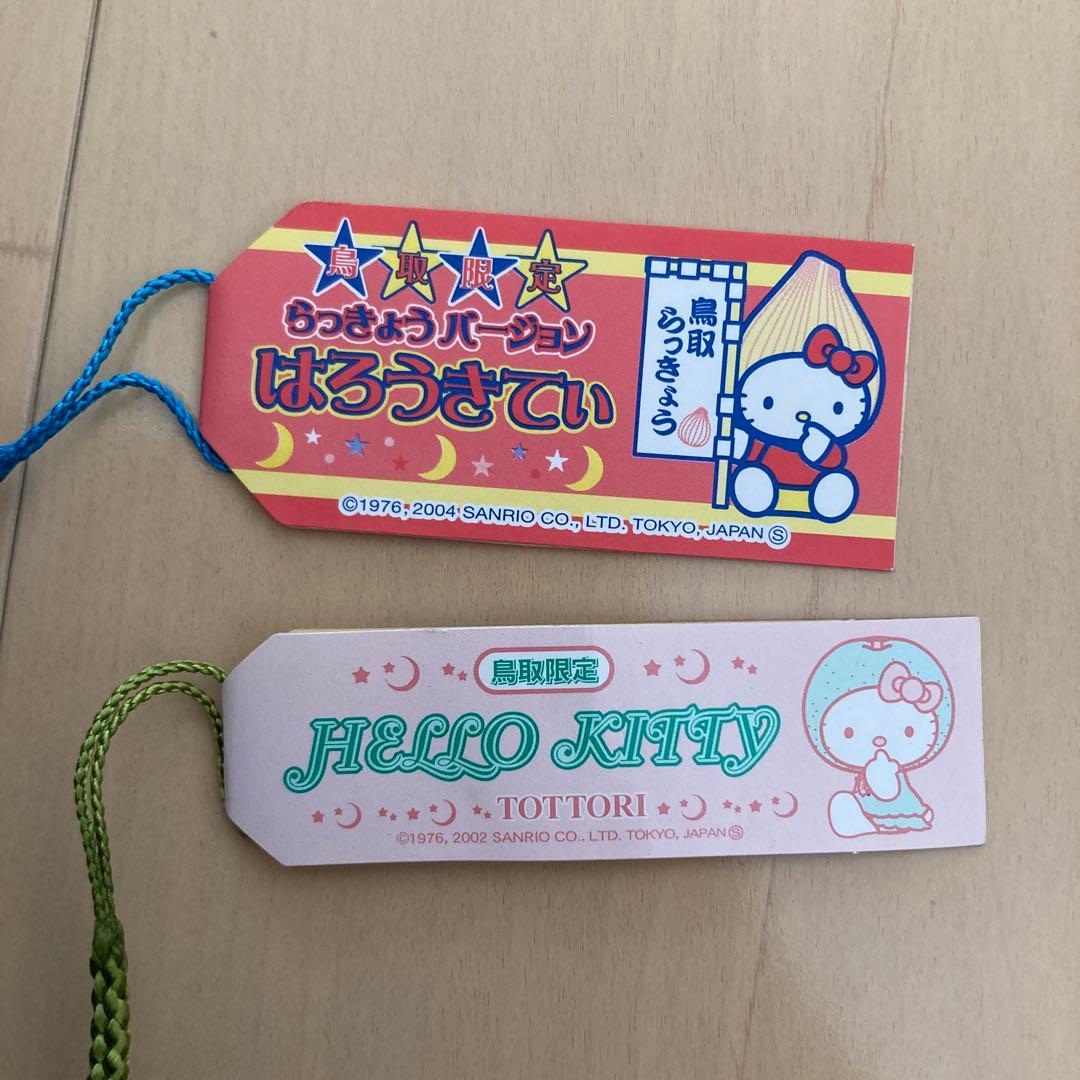 鳥取限定
らっきょうバージョン
はろうきてぃ
鳥取
らっきょう
©1976, 2004 SANRIO CO., LTD. TOKYO, JAPAN Ⓢ
鳥取限定
HELLO KITTY
TOTTORI
©1976, 2002 SANRIO CO., LTD. TOKYO, JAPAN Ⓢ